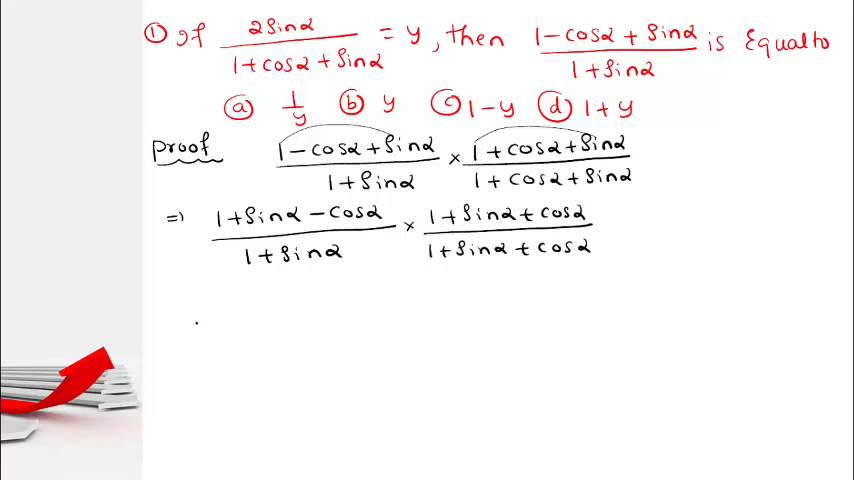 ① If 2sinα / 1+cosα+sinα = y, then 1-cosα+sinα / 1+sinα is Equal to
ⓐ 1/y ⓑ y ⓒ 1-y ⓓ 1+y
Proof 1-cosα+sinα / 1+sinα × 1+cosα+sinα / 1+cosα+sinα
⇒ 1+sinα-cosα / 1+sinα × 1+sinα+cosα / 1+sinα+cosα